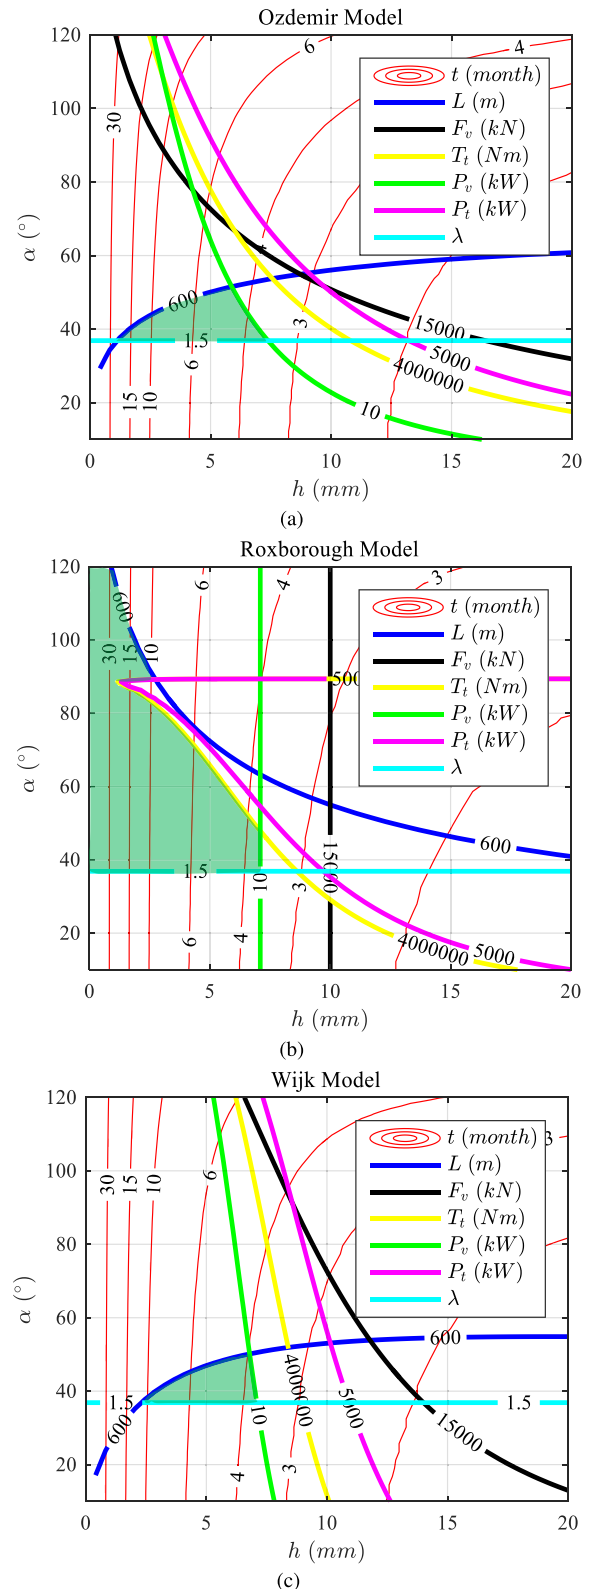 Ozdemir Model
120
100
80
60
40
20
α (°)
0
5
10
15
20
h (mm)
30
15
10
6
6
4
4
3
3
600
1.5
15000
5000
4000000
10
t (month)
L (m)
F_v (kN)
T_t (Nm)
P_v (kW)
P_t (kW)
λ
(a)
Roxborough Model
120
100
80
60
40
20
α (°)
0
5
10
15
20
h (mm)
600
30
15
10
6
6
4
4
3
3
3
500
1.5
10
15000
600
5000
4000000
t (month)
L (m)
F_v (kN)
T_t (Nm)
P_v (kW)
P_t (kW)
λ
(b)
Wijk Model
120
100
80
60
40
20
α (°)
0
5
10
15
20
h (mm)
30
15
10
6
4
3
3
600
600
1.5
1.5
10
4000000
5000
15000
t (month)
L (m)
F_v (kN)
T_t (Nm)
P_v (kW)
P_t (kW)
λ
(c)